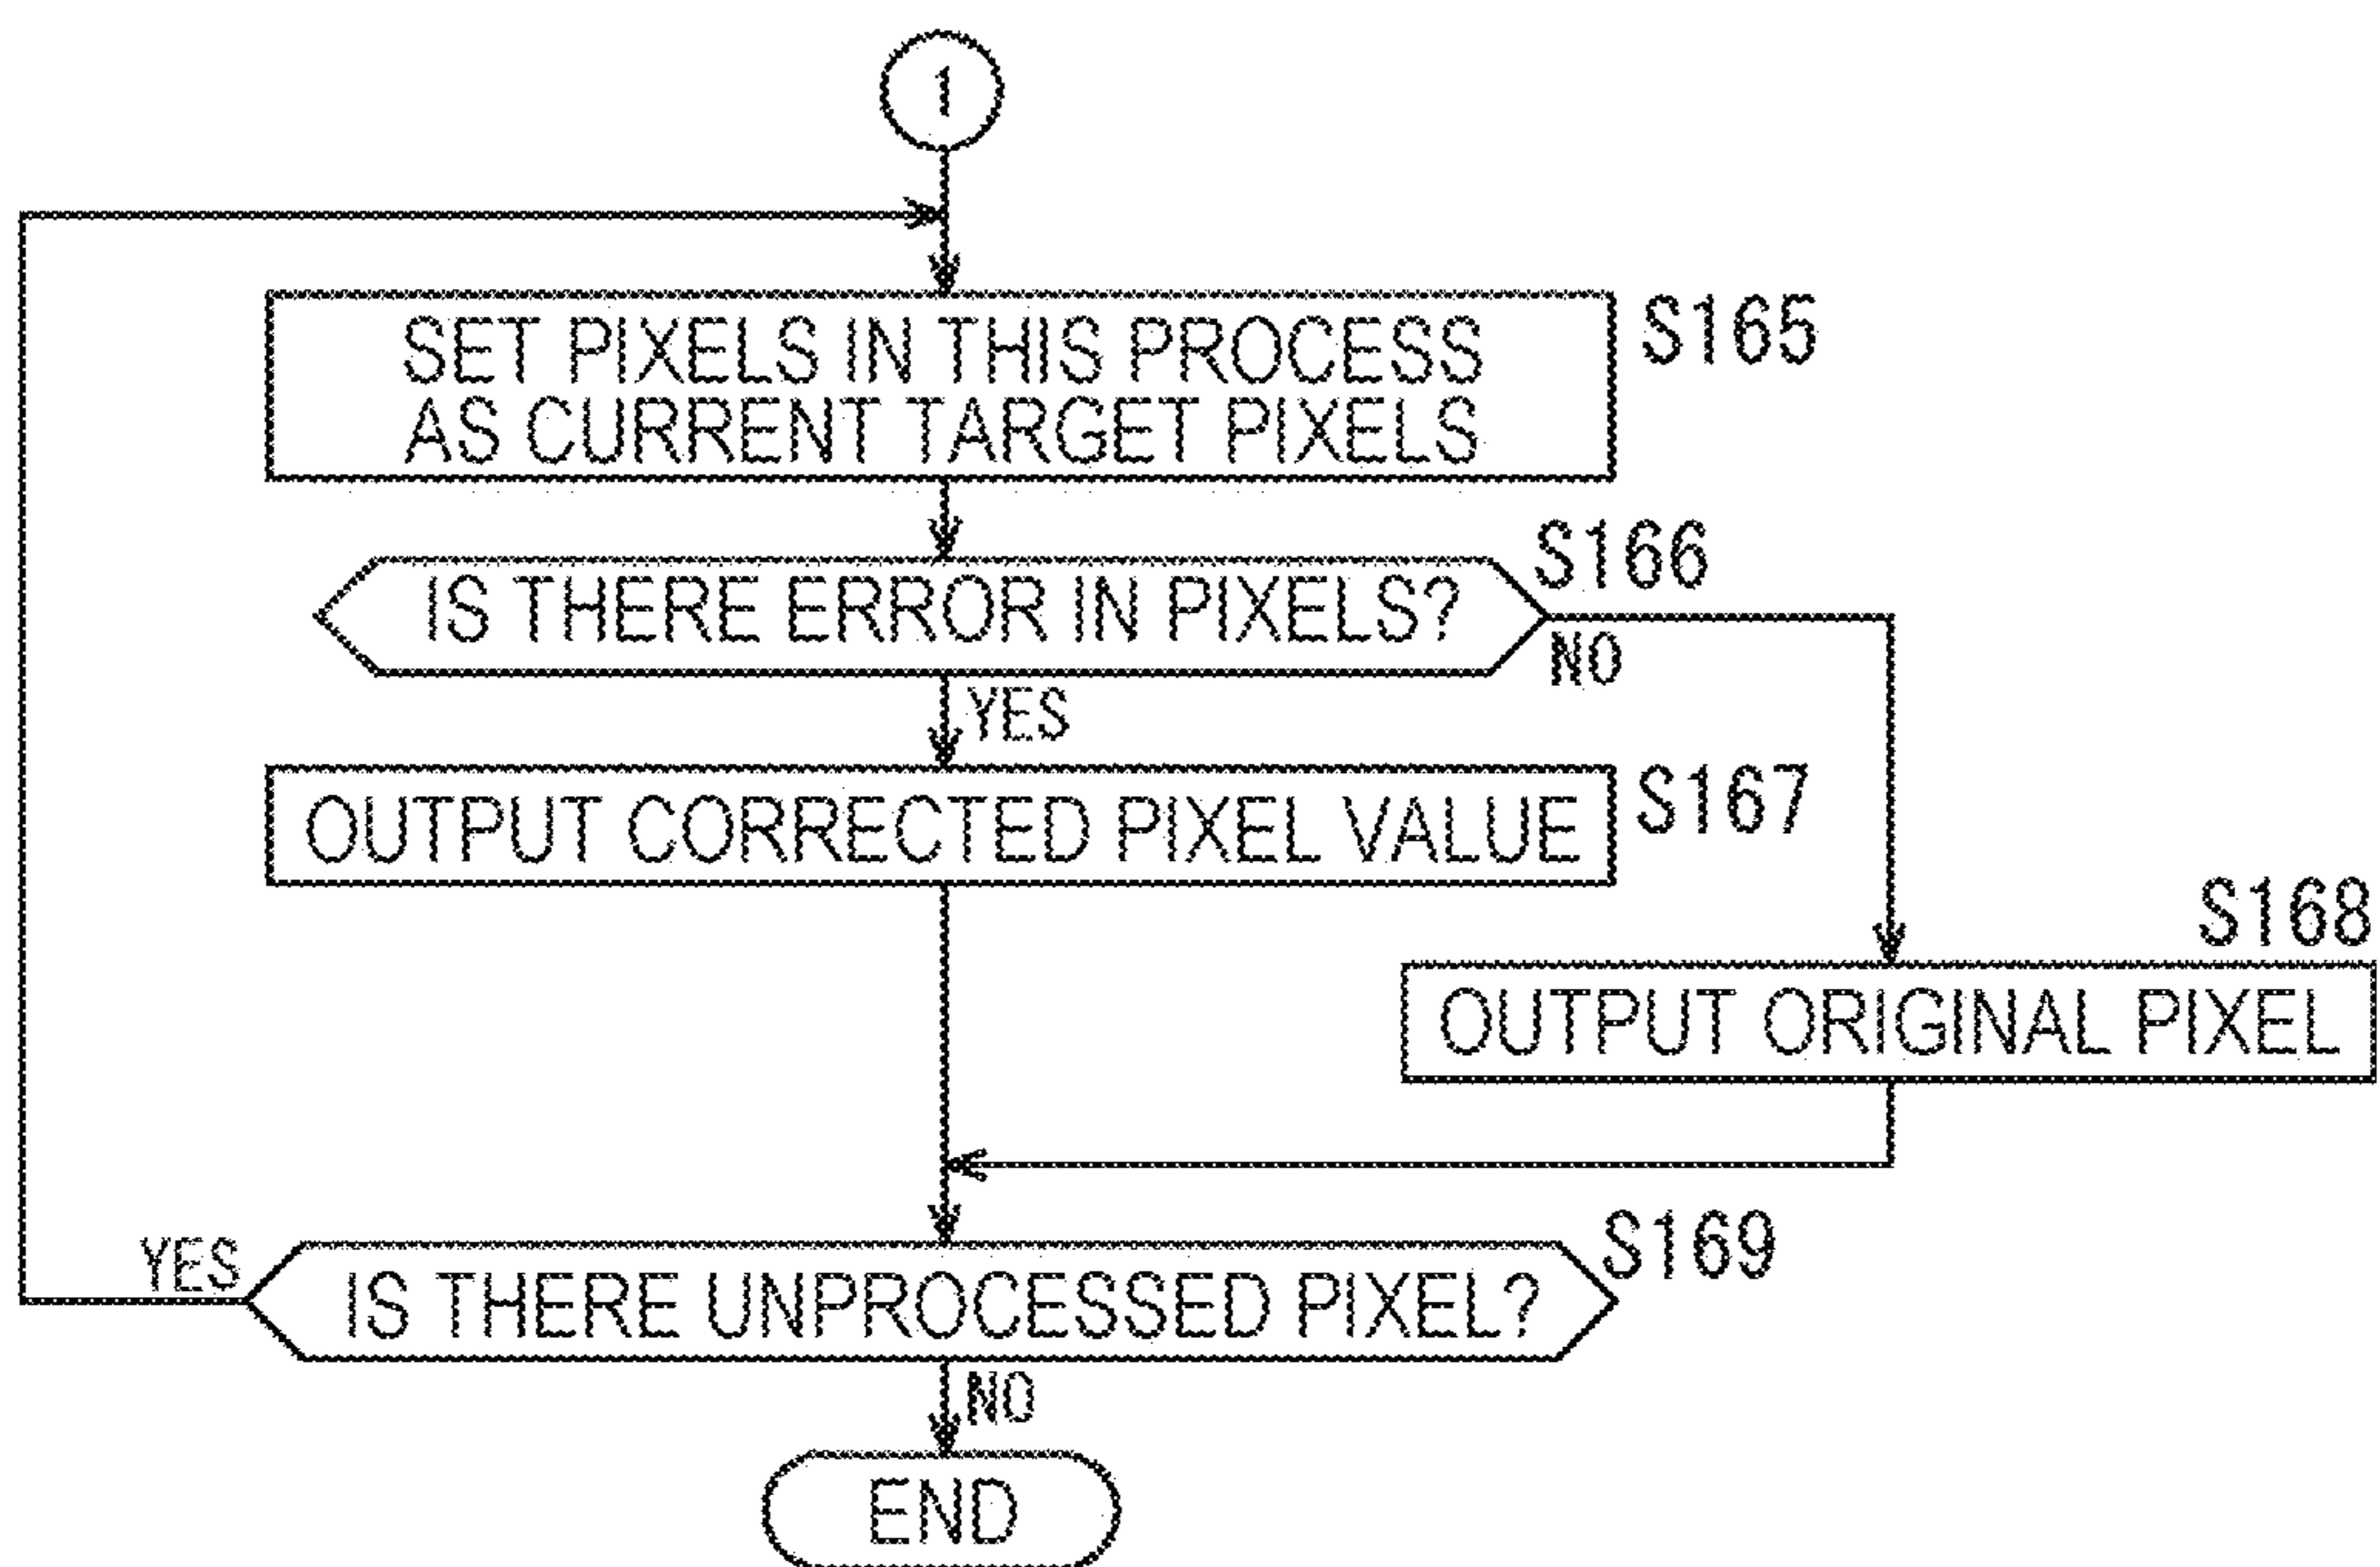 1
SET PIXELS IN THIS PROCESS
AS CURRENT TARGET PIXELS
S165
IS THERE ERROR IN PIXELS?
S166
NO
YES
OUTPUT CORRECTED PIXEL VALUE
S167
S168
OUTPUT ORIGINAL PIXEL
YES
IS THERE UNPROCESSED PIXEL?
S169
NO
END